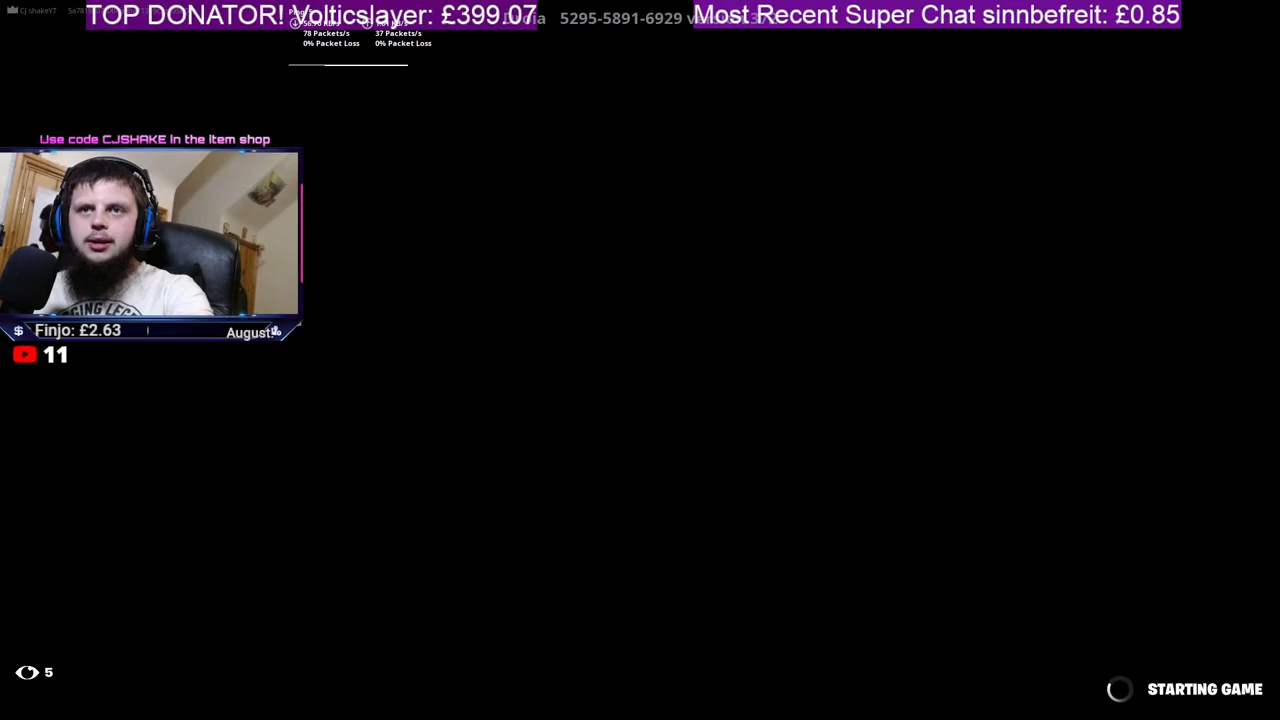 TOP DONATOR! volticslayer: £399.07
5295-5891-6929
Most Recent Super Chat sinnbefreit: £0.85
CJ shakeYT
78 Packets/s
37 Packets/s
0% Packet Loss
0% Packet Loss
Use code CJSHAKE in the item shop
Finjo: £2.63
August
11
5
STARTING GAME